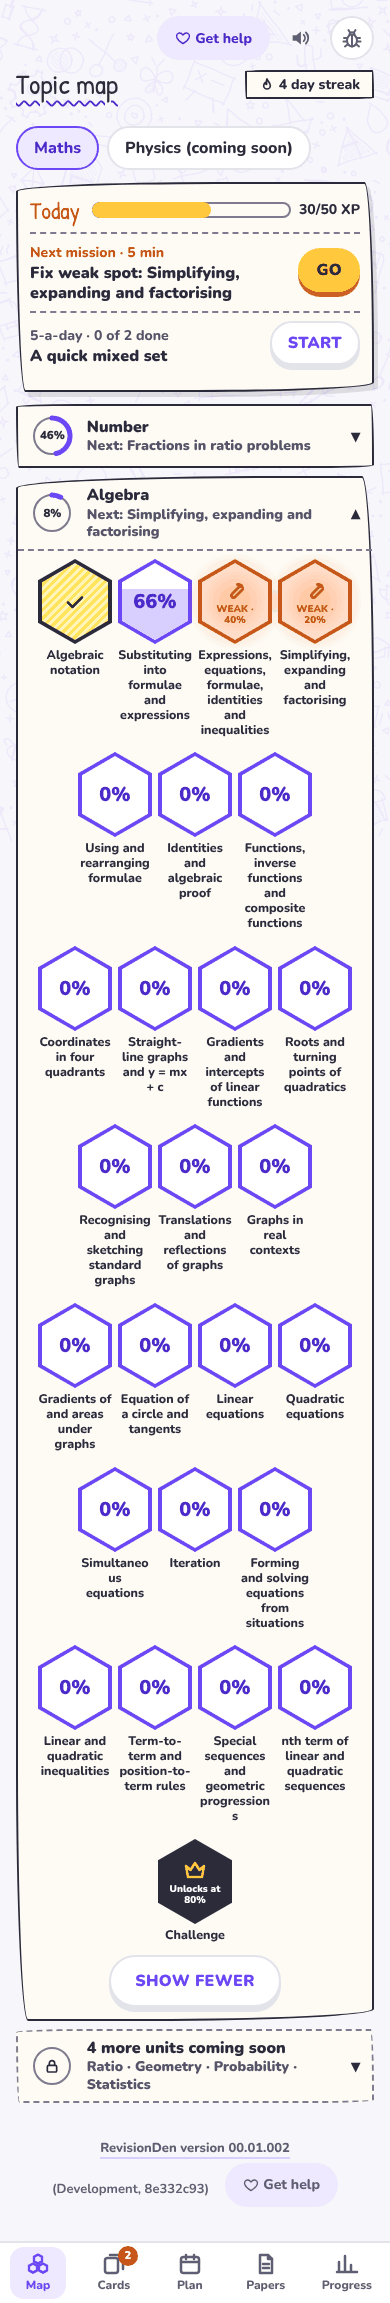 Get help
Topic map
4 day streak
Maths
Physics (coming soon)
Today
30/50 XP
Next mission · 5 min
Fix weak spot: Simplifying,
expanding and factorising
GO
5-a-day · 0 of 2 done
A quick mixed set
START
46%
Number
Next: Fractions in ratio problems
▼
8%
Algebra
Next: Simplifying, expanding and
factorising
▲
66%
WEAK ·
40%
WEAK ·
20%
Algebraic
notation
Substituting
into
formulae
and
expressions
Expressions,
equations,
formulae,
identities
and
inequalities
Simplifying,
expanding
and
factorising
0%
0%
0%
Using and
rearranging
formulae
Identities
and
algebraic
proof
Functions,
inverse
functions
and
composite
functions
0%
0%
0%
0%
Coordinates
in four
quadrants
Straight-
line graphs
and y = mx
+ c
Gradients
and
intercepts
of linear
functions
Roots and
turning
points of
quadratics
0%
0%
0%
Recognising
and
sketching
standard
graphs
Translations
and
reflections
of graphs
Graphs in
real
contexts
0%
0%
0%
0%
Gradients of
and areas
under
graphs
Equation of
a circle and
tangents
Linear
equations
Quadratic
equations
0%
0%
0%
Simultaneo
us
equations
Iteration
Forming
and solving
equations
from
situations
0%
0%
0%
0%
Linear and
quadratic
inequalities
Term-to-
term and
position-to-
term rules
Special
sequences
and
geometric
progression
s
nth term of
linear and
quadratic
sequences
Unlocks at
80%
Challenge
SHOW FEWER
4 more units coming soon
Ratio · Geometry · Probability ·
Statistics
▼
RevisionDen version 00.01.002
(Development, 8e332c93)
Get help
2
Map
Cards
Plan
Papers
Progress